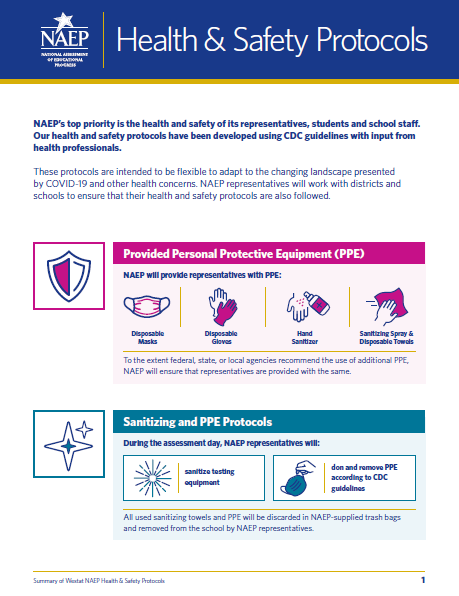 NAEP
NATIONAL ASSESSMENT
OF EDUCATIONAL
PROGRESS
Health & Safety Protocols
NAEP's top priority is the health and safety of its representatives, students and school staff.
Our health and safety protocols have been developed using CDC guidelines with input from
health professionals.
These protocols are intended to be flexible to adapt to the changing landscape presented
by COVID-19 and other health concerns. NAEP representatives will work with districts and
schools to ensure that their health and safety protocols are also followed.
Provided Personal Protective Equipment (PPE)
NAEP will provide representatives with PPE:
Disposable
Masks
Disposable
Gloves
Hand
Sanitizer
Sanitizing Spray &
Disposable Towels
To the extent federal, state, or local agencies recommend the use of additional PPE,
NAEP will ensure that representatives are provided with the same.
Sanitizing and PPE Protocols
During the assessment day, NAEP representatives will:
sanitize testing
equipment
don and remove PPE
according to CDC
guidelines
All used sanitizing towels and PPE will be discarded in NAEP-supplied trash bags
and removed from the school by NAEP representatives.
Summary of Westat NAEP Health & Safety Protocols
1